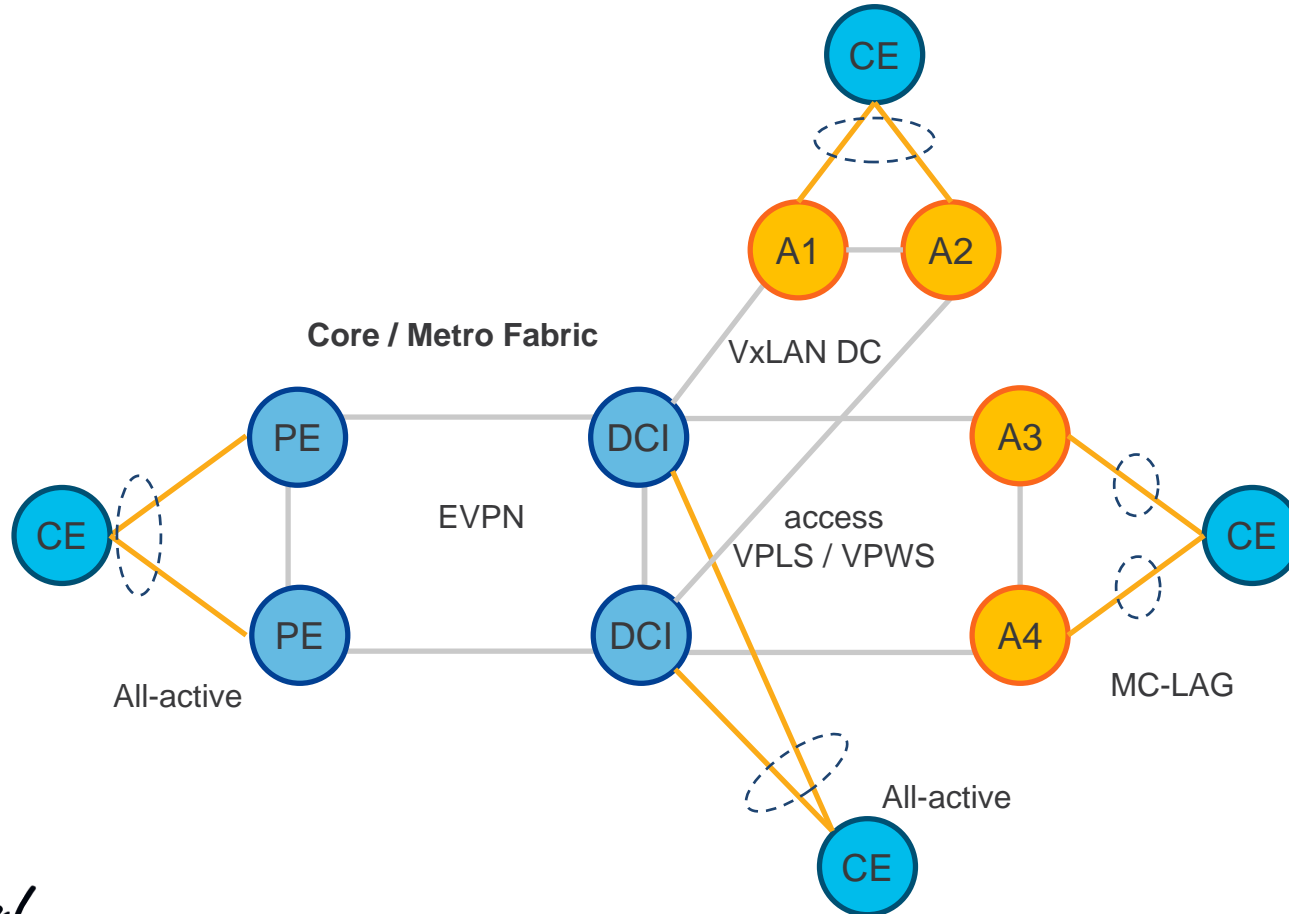 CE
A1
A2
Core / Metro Fabric
VxLAN DC
PE
DCI
A3
CE
EVPN
access
VPLS / VPWS
CE
PE
DCI
A4
All-active
MC-LAG
All-active
CE